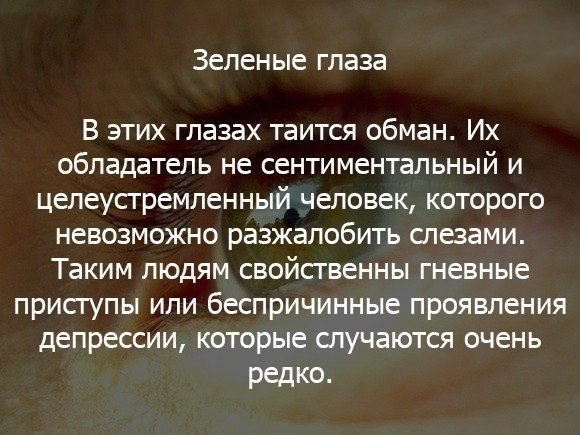 Зеленые глаза
В этих глазах таится обман. Их
обладатель не сентиментальный и
целеустремленный человек, которого
невозможно разжалобить слезами.
Таким людям свойственны гневные
приступы или беспричинные проявления
депрессии, которые случаются очень
редко.